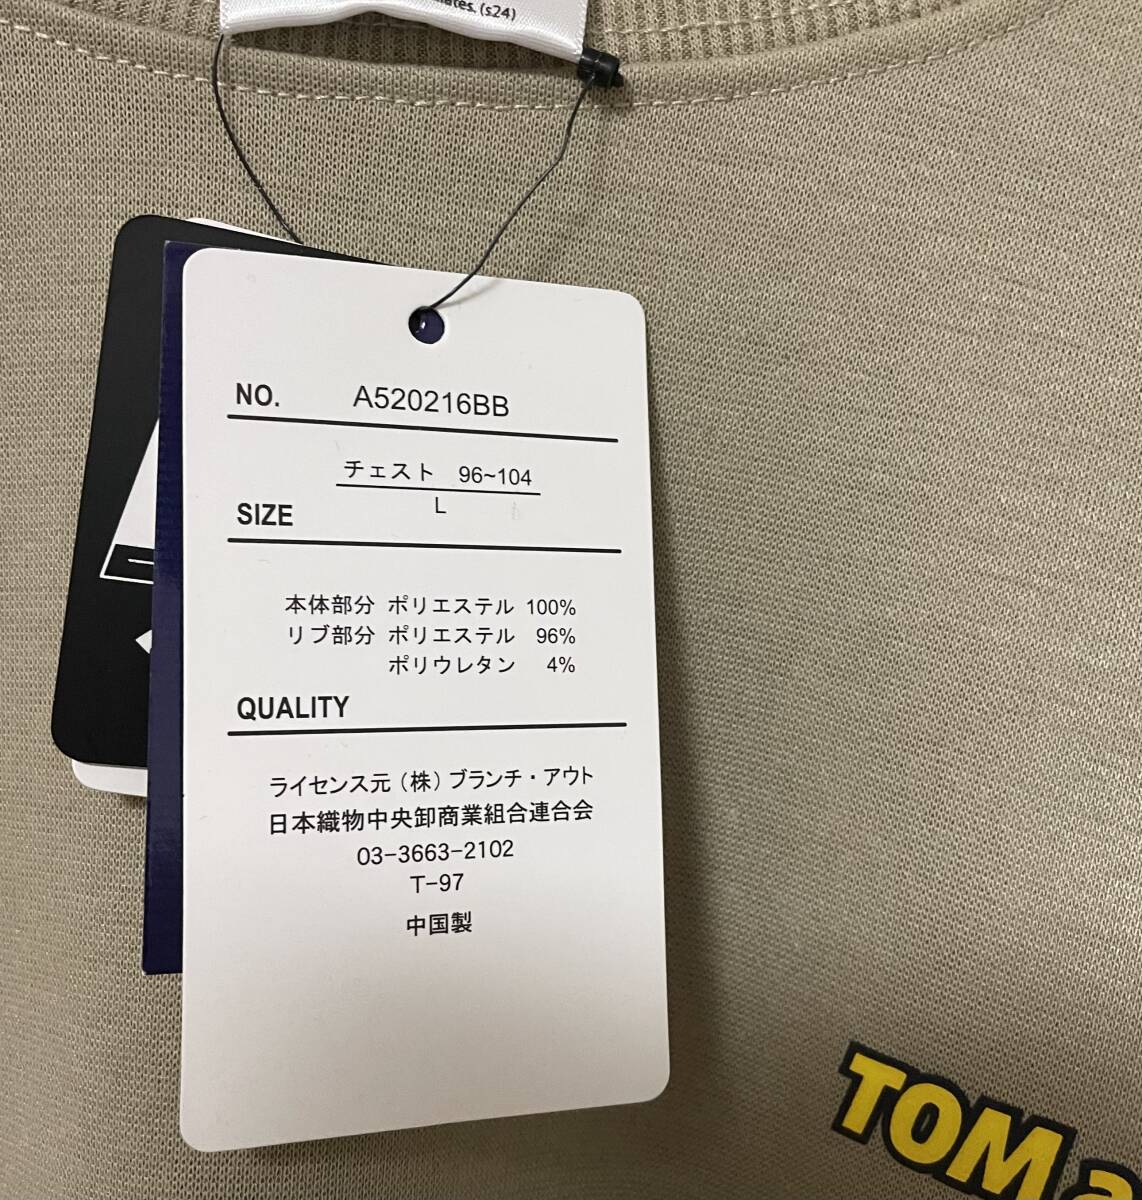 (s24)
NO. A520216BB
チェスト 96~104
L
SIZE
本体部分 ポリエステル 100%
リブ部分 ポリエステル 96%
ポリウレタン 4%
QUALITY
ライセンス元（株）ブランチ・アウト
日本織物中央卸商業組合連合会
03-3663-2102
T-97
中国製
TOM a